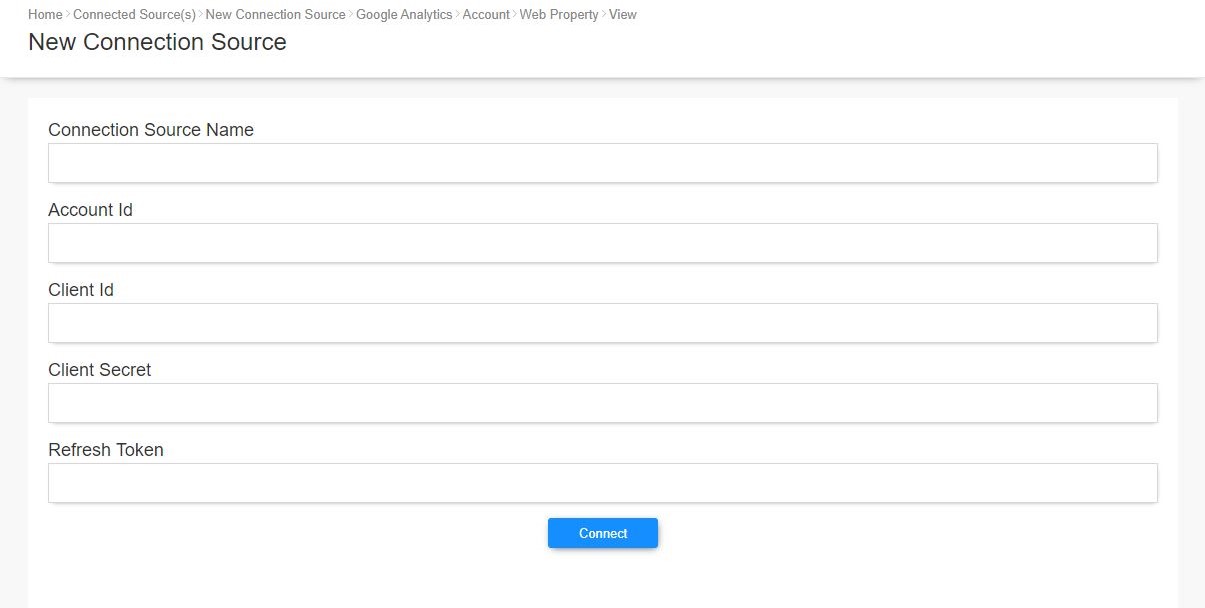 Home > Connected Source(s) > New Connection Source > Google Analytics > Account > Web Property > View
New Connection Source
Connection Source Name
Account Id
Client Id
Client Secret
Refresh Token
Connect